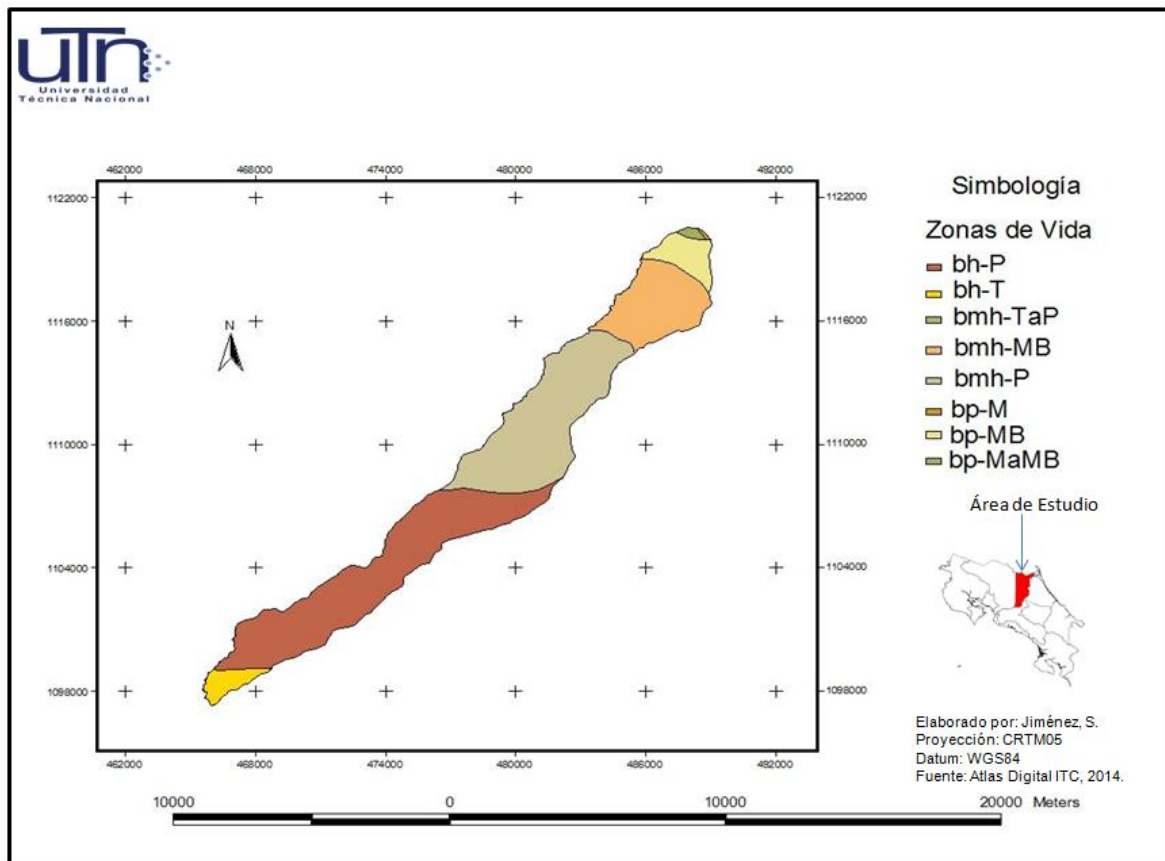 UTN
Universidad
Técnica Nacional
462000 468000 474000 480000 486000 492000
1122000 1122000
1116000 1116000
1110000 1110000
1104000 1104000
1098000 1098000
462000 468000 474000 480000 486000 492000
N
Simbología
Zonas de Vida
bh-P
bh-T
bmh-TaP
bmh-MB
bmh-P
bp-M
bp-MB
bp-MaMB
Área de Estudio
Elaborado por: Jiménez, S.
Proyección: CRTM05
Datum: WGS84
Fuente: Atlas Digital ITC, 2014.
10000 0 10000 20000 Meters